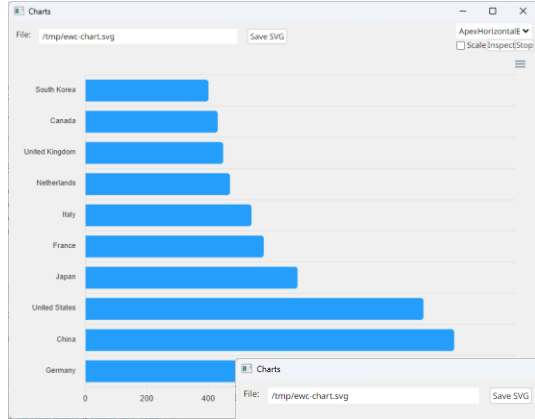 Charts
File: /tmp/ewc-chart.svg Save SVG ApexHorizontalE
Scale Inspect Stop
South Korea
Canada
United Kingdom
Netherlands
Italy
France
Japan
United States
China
Germany
0 200 400
Charts
File: /tmp/ewc-chart.svg Save SVG